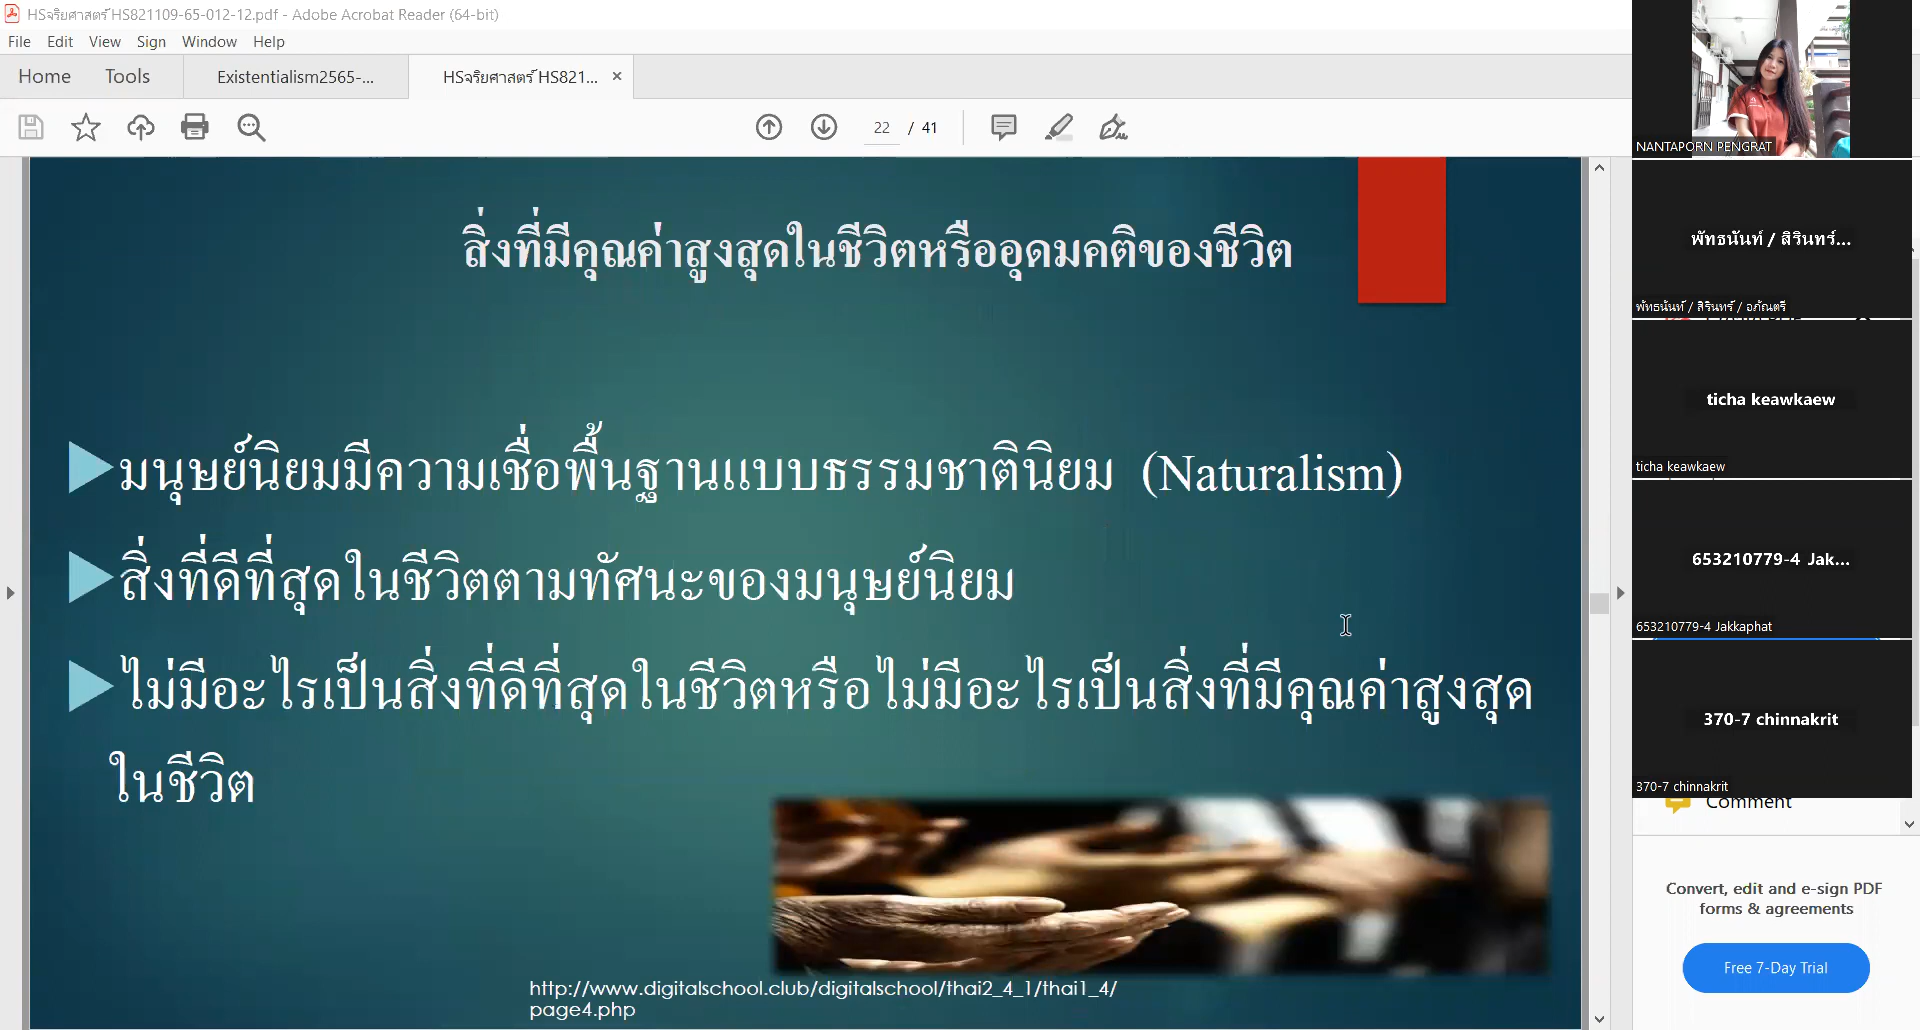 HSจริยศาสตร์ HS821109-65-012-12.pdf - Adobe Acrobat Reader (64-bit)
File Edit View Sign Window Help
Home Tools Existentialism2565-... HSจริยศาสตร์ HS821... ×
22 / 41
สิ่งที่มีคุณค่าสูงสุดในชีวิตหรืออุดมคติของชีวิต
มนุษย์นิยมมีความเชื่อพื้นฐานแบบธรรมชาตินิยม (Naturalism)
สิ่งที่ดีที่สุดในชีวิตตามทัศนะของมนุษย์นิยม
ไม่มีอะไรเป็นสิ่งที่ดีที่สุดในชีวิตหรือไม่มีอะไรเป็นสิ่งที่มีคุณค่าสูงสุด
ในชีวิต
http://www.digitalschool.club/digitalschool/thai2_4_1/thai1_4/
page4.php
NANTAPORN PENGRAT
พัทธนันท์ / สิรินทร์...
พัทธนันท์ / สิรินทร์ / อภัณตรี
ticha keawkaew
ticha keawkaew
653210779-4 Jak...
653210779-4 Jakkaphat
370-7 chinnakrit
370-7 chinnakrit
Comment
Convert, edit and e-sign PDF
forms & agreements
Free 7-Day Trial